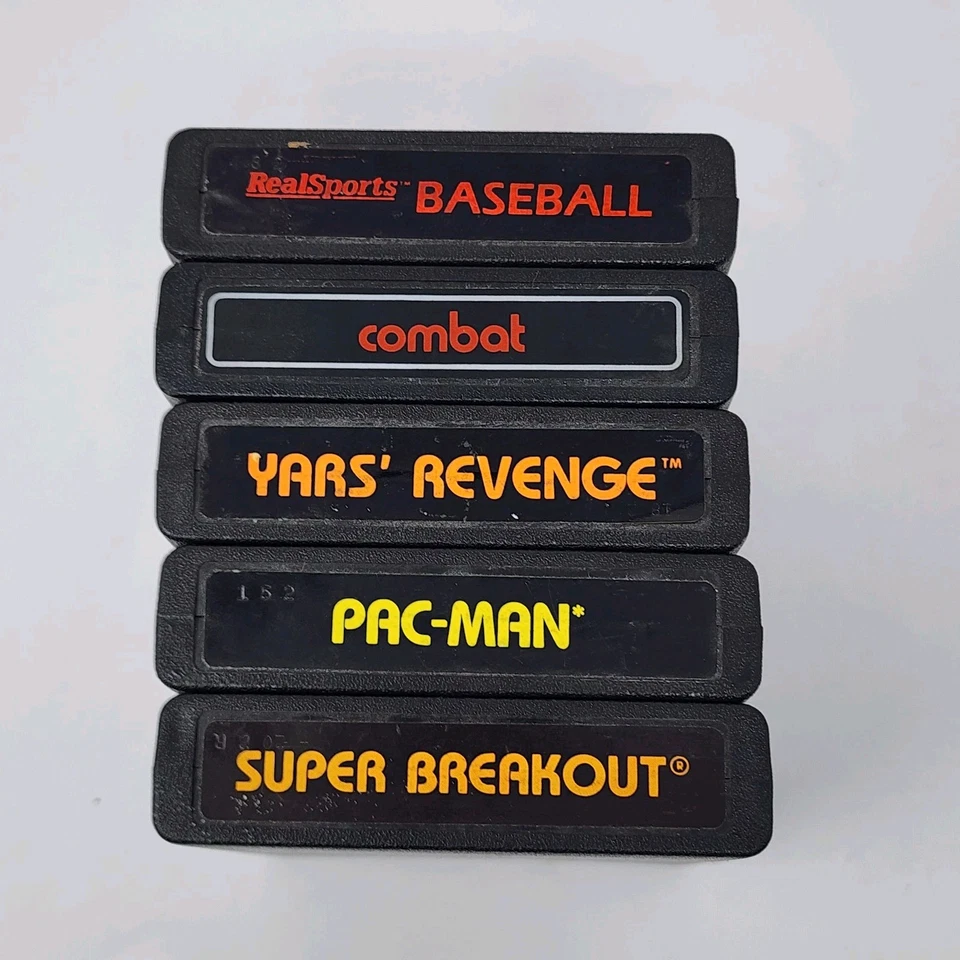 RealSports™ BASEBALL
combat
YARS' REVENGE™
152
PAC-MAN*
SUPER BREAKOUT®